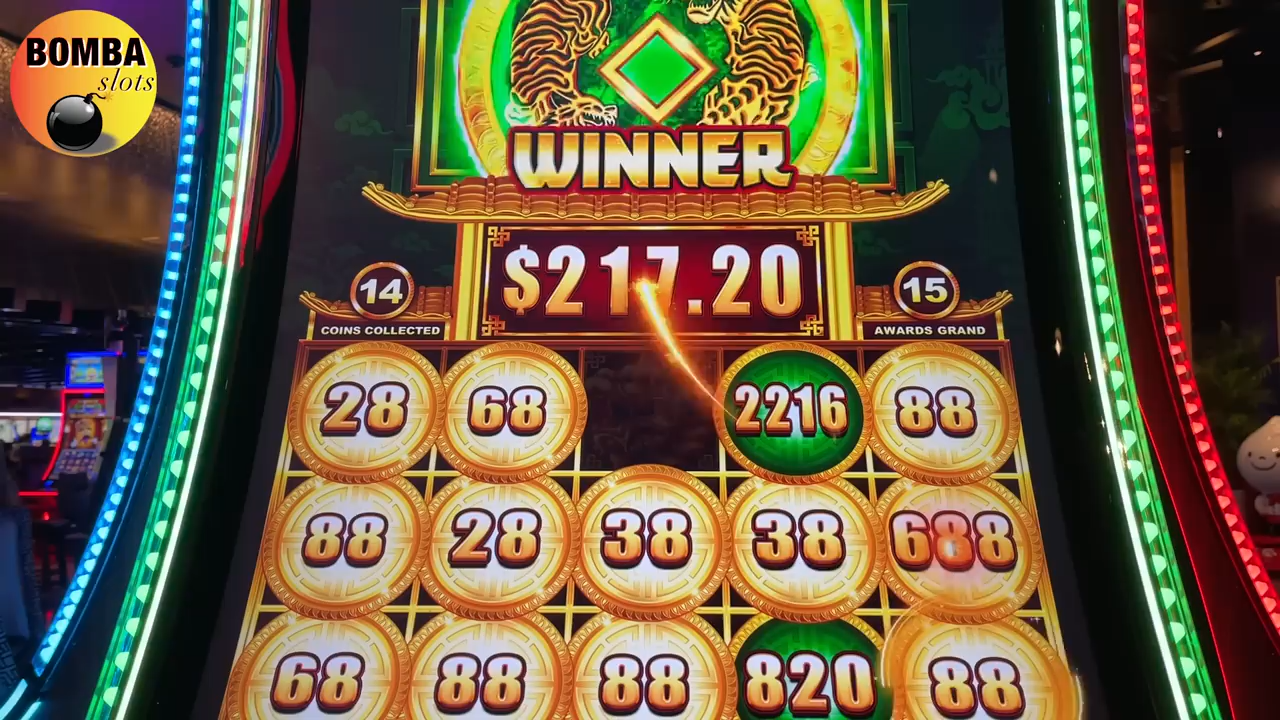 BOMBA
slots
WINNER
$217.20
14
COINS COLLECTED
15
AWARDS GRAND
28 68 2216 88
88 28 38 38 688
68 88 88 820 88